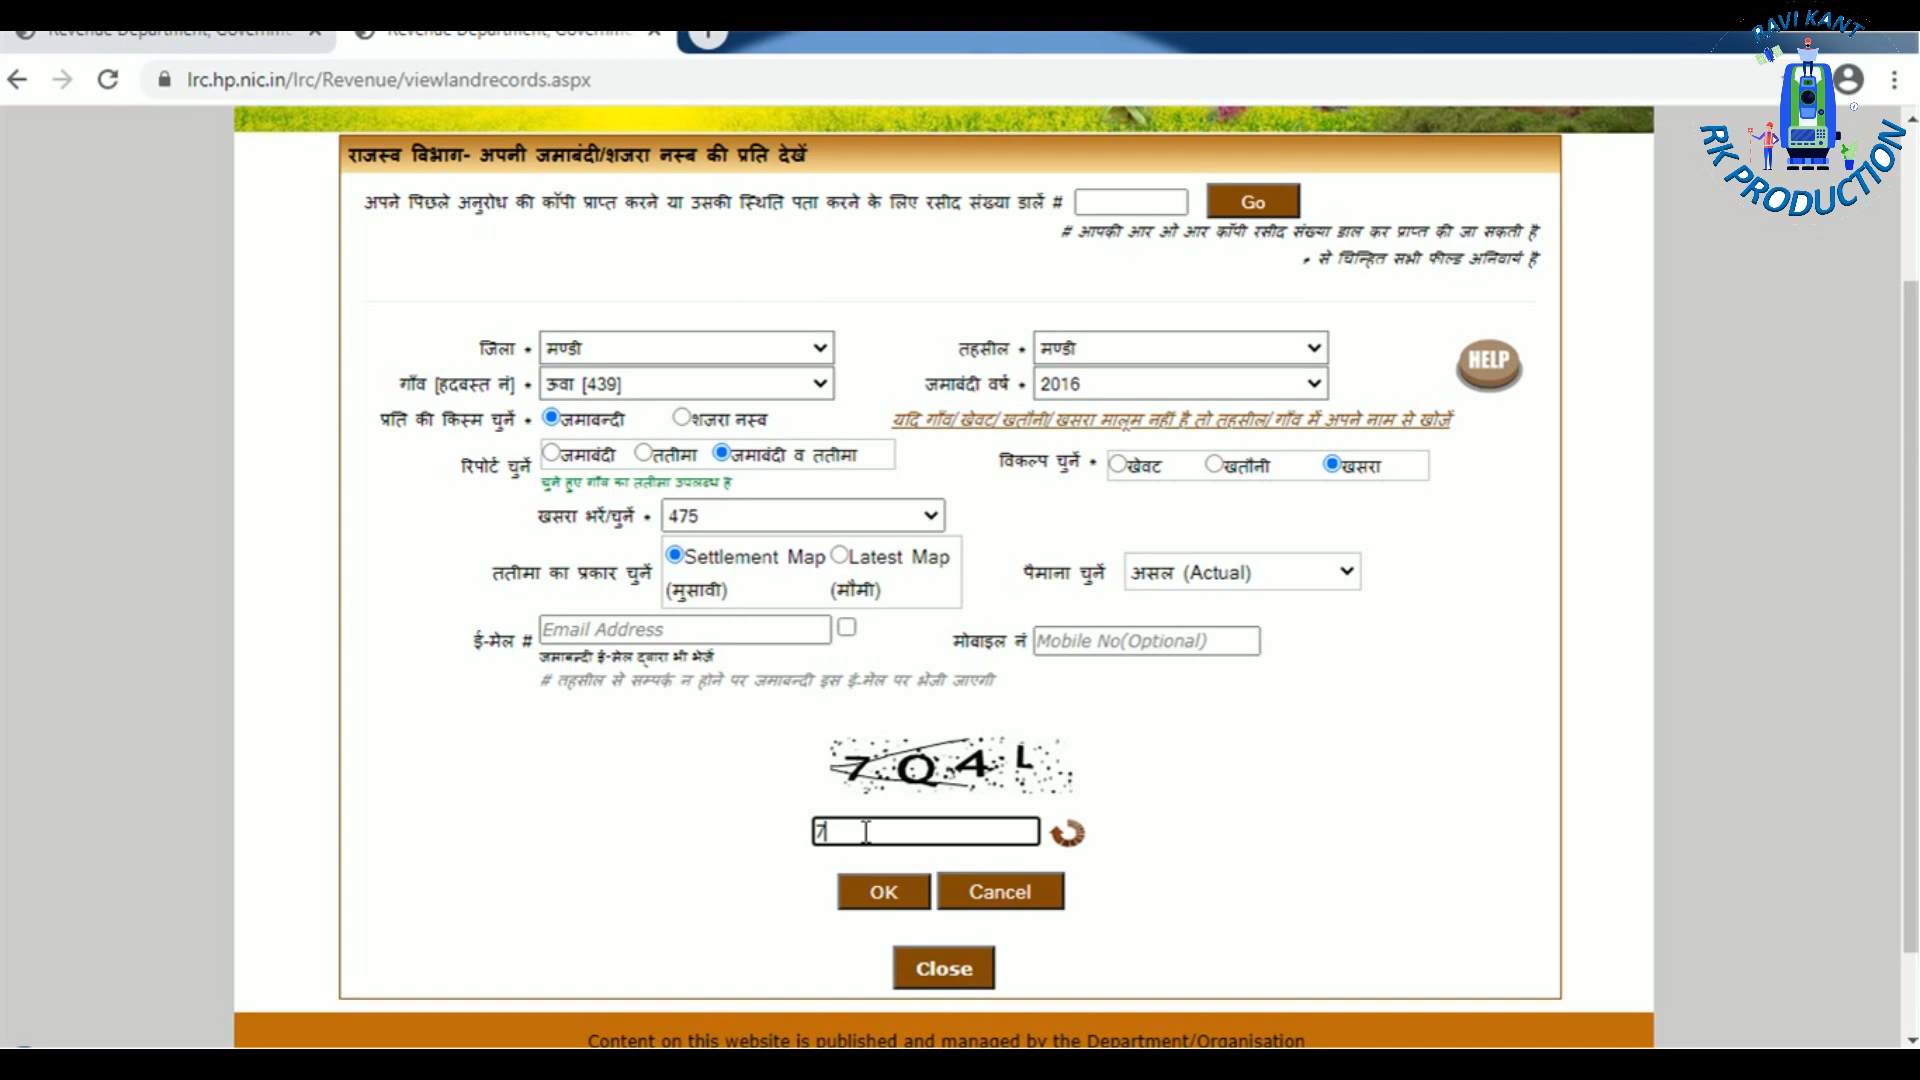 RAVI KANT
lrc.hp.nic.in/lrc/Revenue/viewlandrecords.aspx
RK PRODUCTION
राजस्व विभाग- अपनी जमाबंदी/शजरा नस्ब की प्रति देखें
अपने पिछले अनुरोध की कॉपी प्राप्त करने या उसकी स्थिति पता करने के लिए रसीद संख्या डालें # Go
# आपकी आर ओ आर कॉपी रसीद संख्या डाल कर प्राप्त की जा सकती है
* से चिन्हित सभी फील्ड अनिवार्य है
जिला * मण्डी तहसील * मण्डी
HELP
गाँव [हदबस्त नं] * ऊवा [439] जमाबंदी वर्ष * 2016
प्रति की किस्म चुनें * जमाबन्दी शजरा नस्ब यदि गाँव/खेवट/खतौनी/खसरा मालूम नहीं है तो तहसील/गाँव में अपने नाम से खोजें
रिपोर्ट चुनें जमाबंदी ततीमा जमाबंदी व ततीमा विकल्प चुनें * खेवट खतौनी खसरा
चुने हुए गाँव का ततीमा उपलब्ध है
खसरा भरें/चुनें * 475
ततीमा का प्रकार चुनें Settlement Map (मुसावी) Latest Map (मौमी) पैमाना चुनें असल (Actual)
ई-मेल # Email Address मोबाइल नं Mobile No(Optional)
जमाबन्दी ई-मेल द्वारा भी भेजें
# तहसील से सम्पर्क न होने पर जमाबन्दी इस ई-मेल पर भेजी जाएगी
7Q4L
7
OK Cancel
Close
Content on this website is published and managed by the Department/Organisation